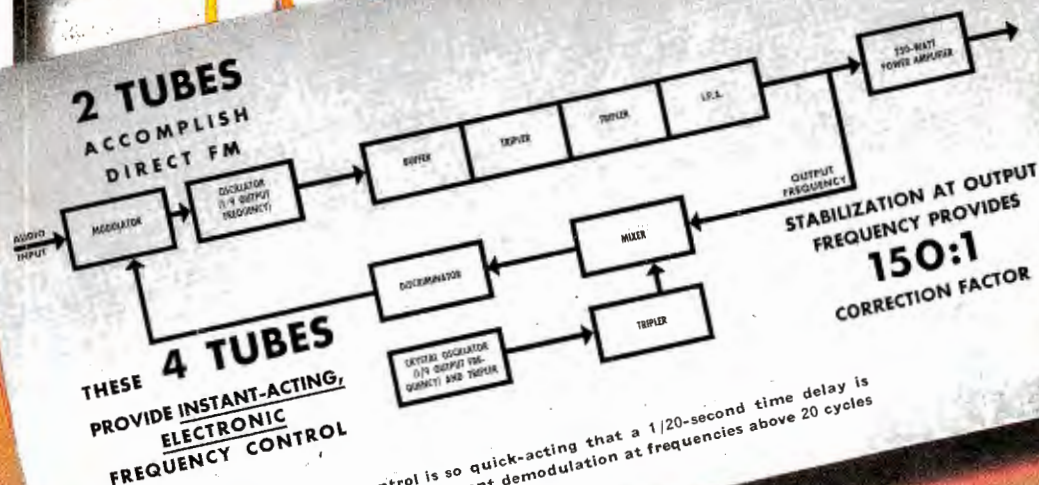 2 TUBES
ACCOMPLISH
DIRECT FM
AUDIO
INPUT
MODULATOR
OSCILLATOR
(1/9 OUTPUT
FREQUENCY)
BUFFER
TRIPLER
TRIPLER
I.P.A.
250-WATT
POWER AMPLIFIER
OUTPUT
FREQUENCY
MIXER
DISCRIMINATOR
TRIPLER
CRYSTAL OSCILLATOR
(1/9 OUTPUT FRE-
QUENCY) AND TRIPLER
STABILIZATION AT OUTPUT
FREQUENCY PROVIDES
150:1
CORRECTION FACTOR
THESE 4 TUBES
PROVIDE INSTANT-ACTING,
ELECTRONIC
FREQUENCY CONTROL
ntrol is so quick-acting that a 1/20-second time delay is
nt demodulation at frequencies above 20 cycles